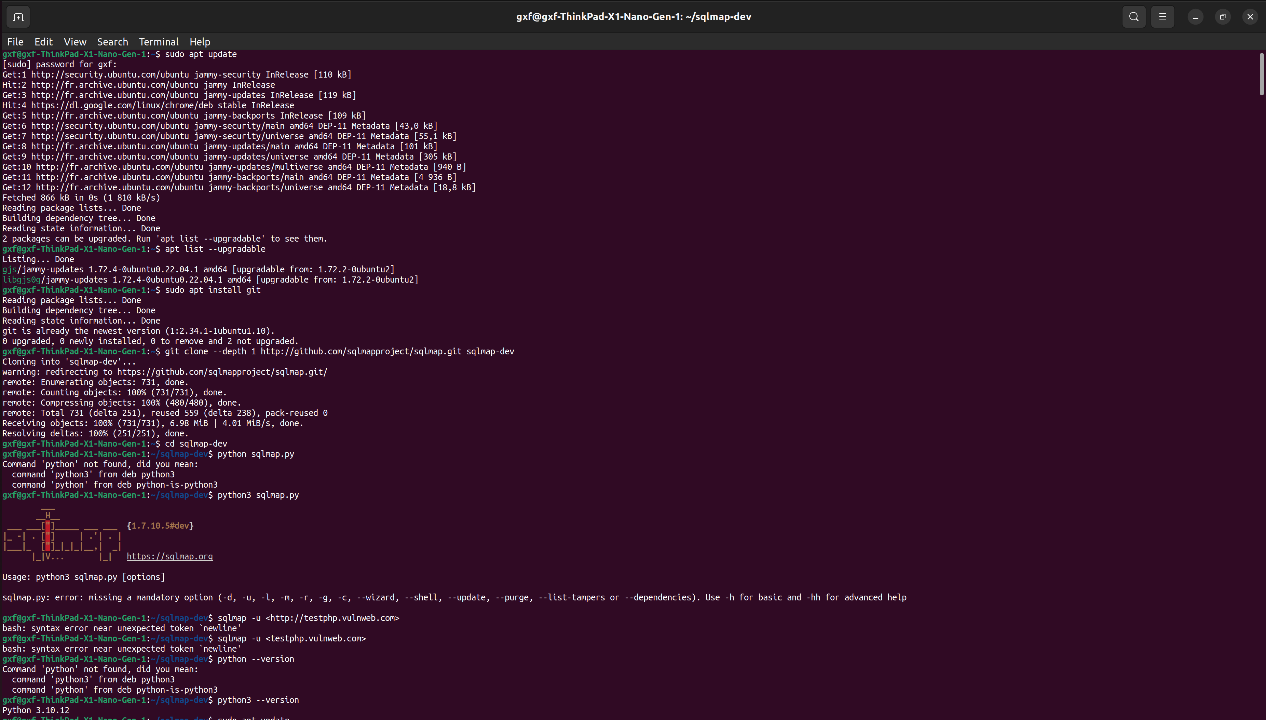 gxf@gxf-ThinkPad-X1-Nano-Gen-1: ~/sqlmap-dev
File Edit View Search Terminal Help
gxf@gxf-ThinkPad-X1-Nano-Gen-1:~$ sudo apt update
[sudo] password for gxf:
Get:1 http://security.ubuntu.com/ubuntu jammy-security InRelease [110 kB]
Hit:2 http://fr.archive.ubuntu.com/ubuntu jammy InRelease
Get:3 http://fr.archive.ubuntu.com/ubuntu jammy-updates InRelease [119 kB]
Hit:4 https://dl.google.com/linux/chrome/deb stable InRelease
Get:5 http://fr.archive.ubuntu.com/ubuntu jammy-backports InRelease [109 kB]
Get:6 http://security.ubuntu.com/ubuntu jammy-security/main amd64 DEP-11 Metadata [43,0 kB]
Get:7 http://security.ubuntu.com/ubuntu jammy-security/universe amd64 DEP-11 Metadata [55,1 kB]
Get:8 http://fr.archive.ubuntu.com/ubuntu jammy-updates/main amd64 DEP-11 Metadata [101 kB]
Get:9 http://fr.archive.ubuntu.com/ubuntu jammy-updates/universe amd64 DEP-11 Metadata [305 kB]
Get:10 http://fr.archive.ubuntu.com/ubuntu jammy-updates/multiverse amd64 DEP-11 Metadata [940 B]
Get:11 http://fr.archive.ubuntu.com/ubuntu jammy-backports/main amd64 DEP-11 Metadata [4 936 B]
Get:12 http://fr.archive.ubuntu.com/ubuntu jammy-backports/universe amd64 DEP-11 Metadata [18,8 kB]
Fetched 866 kB in 0s (1 810 kB/s)
Reading package lists... Done
Building dependency tree... Done
Reading state information... Done
2 packages can be upgraded. Run 'apt list --upgradable' to see them.
gxf@gxf-ThinkPad-X1-Nano-Gen-1:~$ apt list --upgradable
Listing... Done
gjs/jammy-updates 1.72.4-0ubuntu0.22.04.1 amd64 [upgradable from: 1.72.2-0ubuntu2]
libgjs0g/jammy-updates 1.72.4-0ubuntu0.22.04.1 amd64 [upgradable from: 1.72.2-0ubuntu2]
gxf@gxf-ThinkPad-X1-Nano-Gen-1:~$ sudo apt install git
Reading package lists... Done
Building dependency tree... Done
Reading state information... Done
git is already the newest version (1:2.34.1-1ubuntu1.10).
0 upgraded, 0 newly installed, 0 to remove and 2 not upgraded.
gxf@gxf-ThinkPad-X1-Nano-Gen-1:~$ git clone --depth 1 http://github.com/sqlmapproject/sqlmap.git sqlmap-dev
Cloning into 'sqlmap-dev'...
warning: redirecting to https://github.com/sqlmapproject/sqlmap.git/
remote: Enumerating objects: 731, done.
remote: Counting objects: 100% (731/731), done.
remote: Compressing objects: 100% (480/480), done.
remote: Total 731 (delta 251), reused 559 (delta 238), pack-reused 0
Receiving objects: 100% (731/731), 6.98 MiB | 4.01 MiB/s, done.
Resolving deltas: 100% (251/251), done.
gxf@gxf-ThinkPad-X1-Nano-Gen-1:~$ cd sqlmap-dev
gxf@gxf-ThinkPad-X1-Nano-Gen-1:~/sqlmap-dev$ python sqlmap.py
Command 'python' not found, did you mean:
command 'python3' from deb python3
command 'python' from deb python-is-python3
gxf@gxf-ThinkPad-X1-Nano-Gen-1:~/sqlmap-dev$ python3 sqlmap.py
{1.7.10.5#dev}
https://sqlmap.org
Usage: python3 sqlmap.py [options]
sqlmap.py: error: missing a mandatory option (-d, -u, -l, -m, -r, -g, -c, --wizard, --shell, --update, --purge, --list-tampers or --dependencies). Use -h for basic and -hh for advanced help
gxf@gxf-ThinkPad-X1-Nano-Gen-1:~/sqlmap-dev$ sqlmap -u <http://testphp.vulnweb.com>
bash: syntax error near unexpected token `newline'
gxf@gxf-ThinkPad-X1-Nano-Gen-1:~/sqlmap-dev$ sqlmap -u <testphp.vulnweb.com>
bash: syntax error near unexpected token `newline'
gxf@gxf-ThinkPad-X1-Nano-Gen-1:~/sqlmap-dev$ python --version
Command 'python' not found, did you mean:
command 'python3' from deb python3
command 'python' from deb python-is-python3
gxf@gxf-ThinkPad-X1-Nano-Gen-1:~/sqlmap-dev$ python3 --version
Python 3.10.12